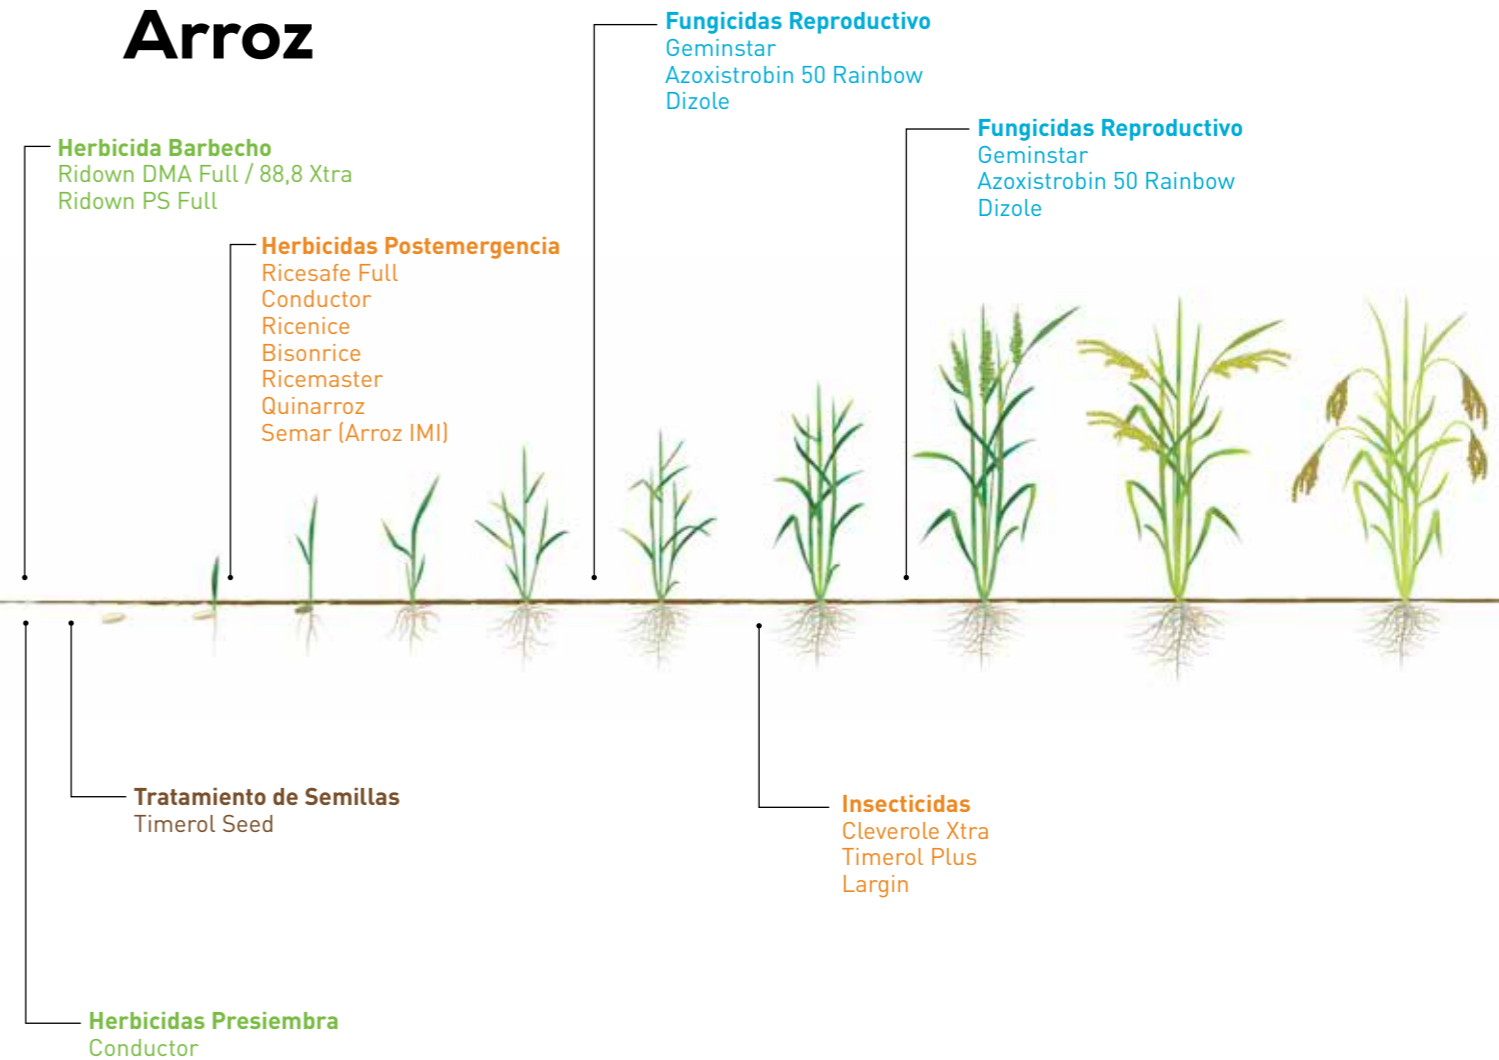 Arroz
Fungicidas Reproductivo
Geminstar
Azoxistrobin 50 Rainbow
Dizole
Fungicidas Reproductivo
Geminstar
Azoxistrobin 50 Rainbow
Dizole
Herbicida Barbecho
Ridown DMA Full / 88,8 Xtra
Ridown PS Full
Herbicidas Postemergencia
Ricesafe Full
Conductor
Ricenice
Bisonrice
Ricemaster
Quinarroz
Semar (Arroz IMI)
Tratamiento de Semillas
Timerol Seed
Insecticidas
Cleverole Xtra
Timerol Plus
Largin
Herbicidas Presiembra
Conductor